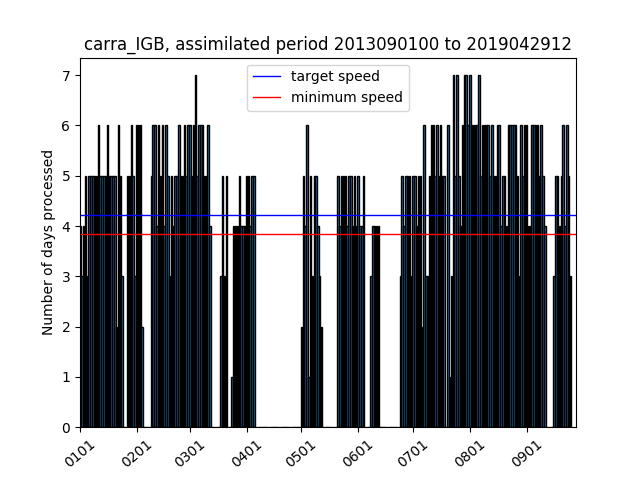 carra_IGB, assimilated period 2013090100 to 2019042912
target speed
minimum speed
Number of days processed
7
6
5
4
3
2
1
0
0101 0201 0301 0401 0501 0601 0701 0801 0901